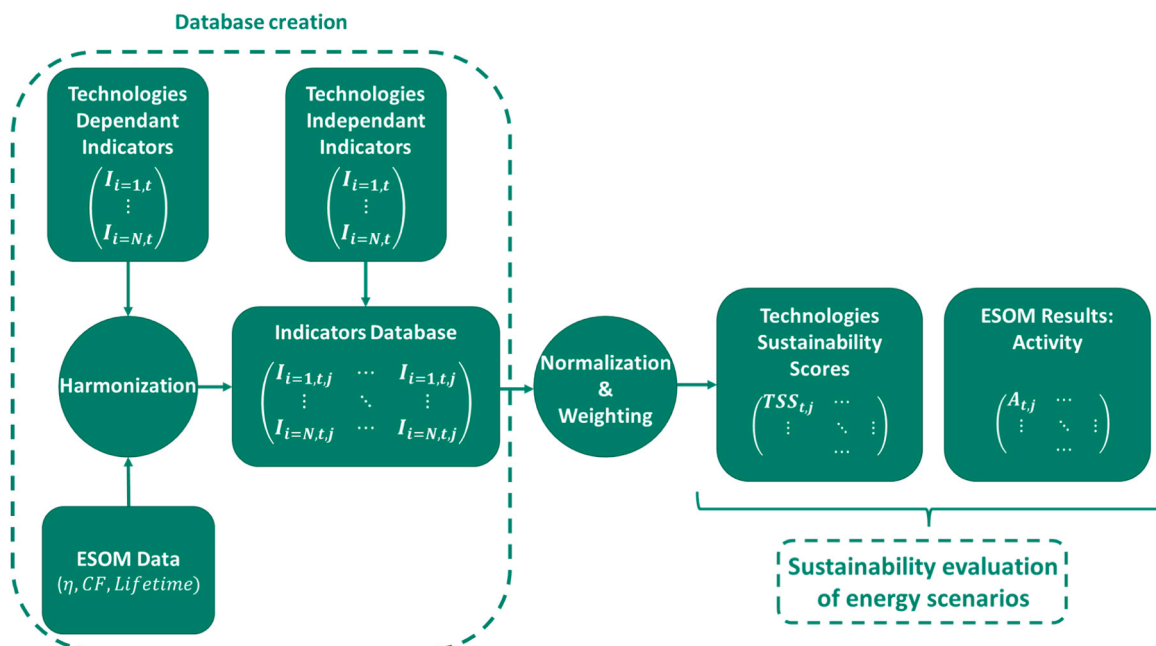 Database creation
Technologies
Dependant
Indicators
I_{i=1,t}
⋮
I_{i=N,t}
Technologies
Independant
Indicators
I_{i=1,t}
⋮
I_{i=N,t}
Harmonization
Indicators Database
I_{i=1,t,j} ⋯ I_{i=1,t,j}
⋮ ⋱ ⋮
I_{i=N,t,j} ⋯ I_{i=N,t,j}
ESOM Data
(η, CF, Lifetime)
Normalization
&
Weighting
Technologies
Sustainability
Scores
TSS_{t,j} ⋯
⋮ ⋱ ⋮
⋯
ESOM Results:
Activity
A_{t,j} ⋯
⋮ ⋱ ⋮
⋯
Sustainability evaluation
of energy scenarios